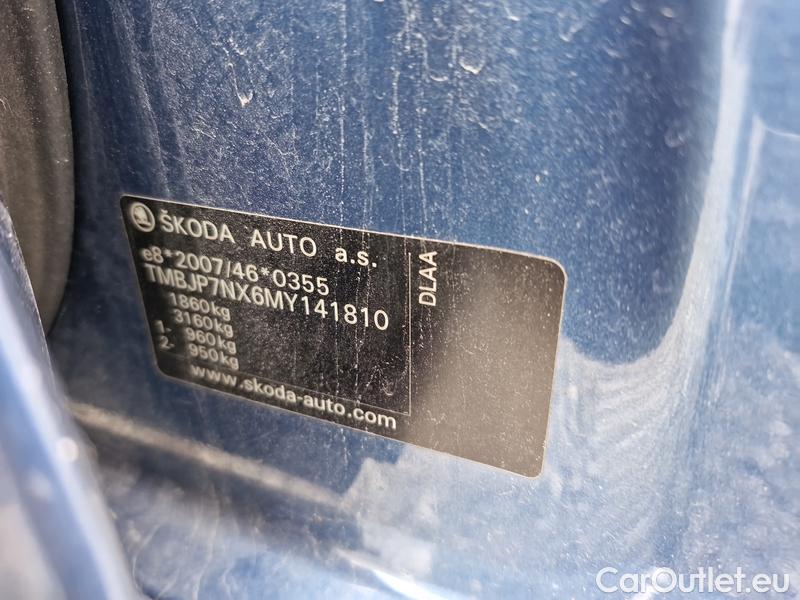 ŠKODA AUTO a.s.
e8*2007/46*0355
TMBJP7NX6MY141810
1860kg
3160kg
1. 960kg
2. 950kg
www.skoda-auto.com
DLAA
CarOutlet.eu